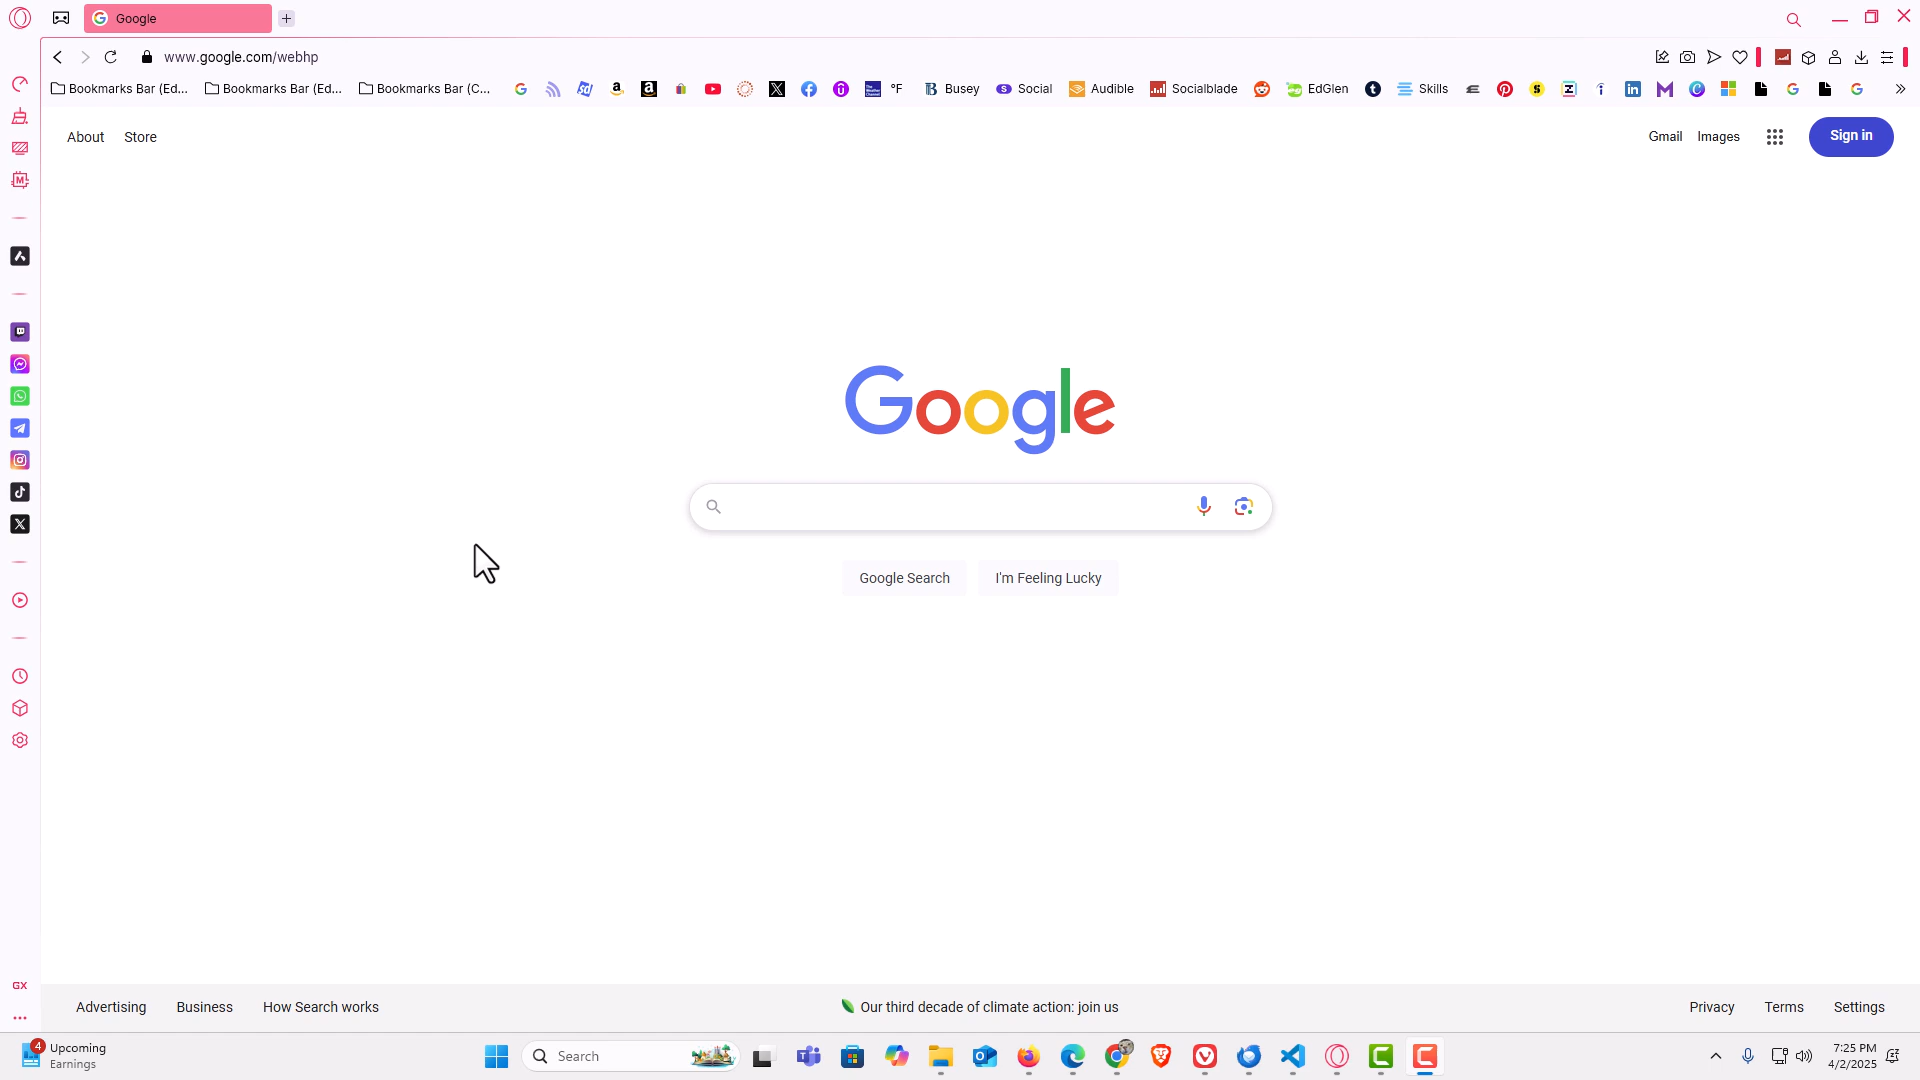 Google
www.google.com/webhp
Bookmarks Bar (Ed...
Bookmarks Bar (Ed...
Bookmarks Bar (C...
°F
Busey
Social
Audible
Socialblade
EdGlen
Skills
About
Store
Gmail
Images
Sign in
Google
Google Search
I'm Feeling Lucky
GX
Advertising
Business
How Search works
Our third decade of climate action: join us
Privacy
Terms
Settings
4
Upcoming
Earnings
Search
7:25 PM
4/2/2025